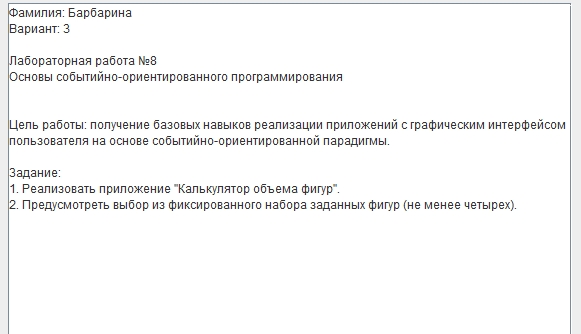 Фамилия: Барбарина
Вариант: 3
Лабораторная работа №8
Основы событийно-ориентированного программирования
Цель работы: получение базовых навыков реализации приложений с графическим интерфейсом
пользователя на основе событийно-ориентированной парадигмы.
Задание:
1. Реализовать приложение "Калькулятор объема фигур".
2. Предусмотреть выбор из фиксированного набора заданных фигур (не менее четырех).